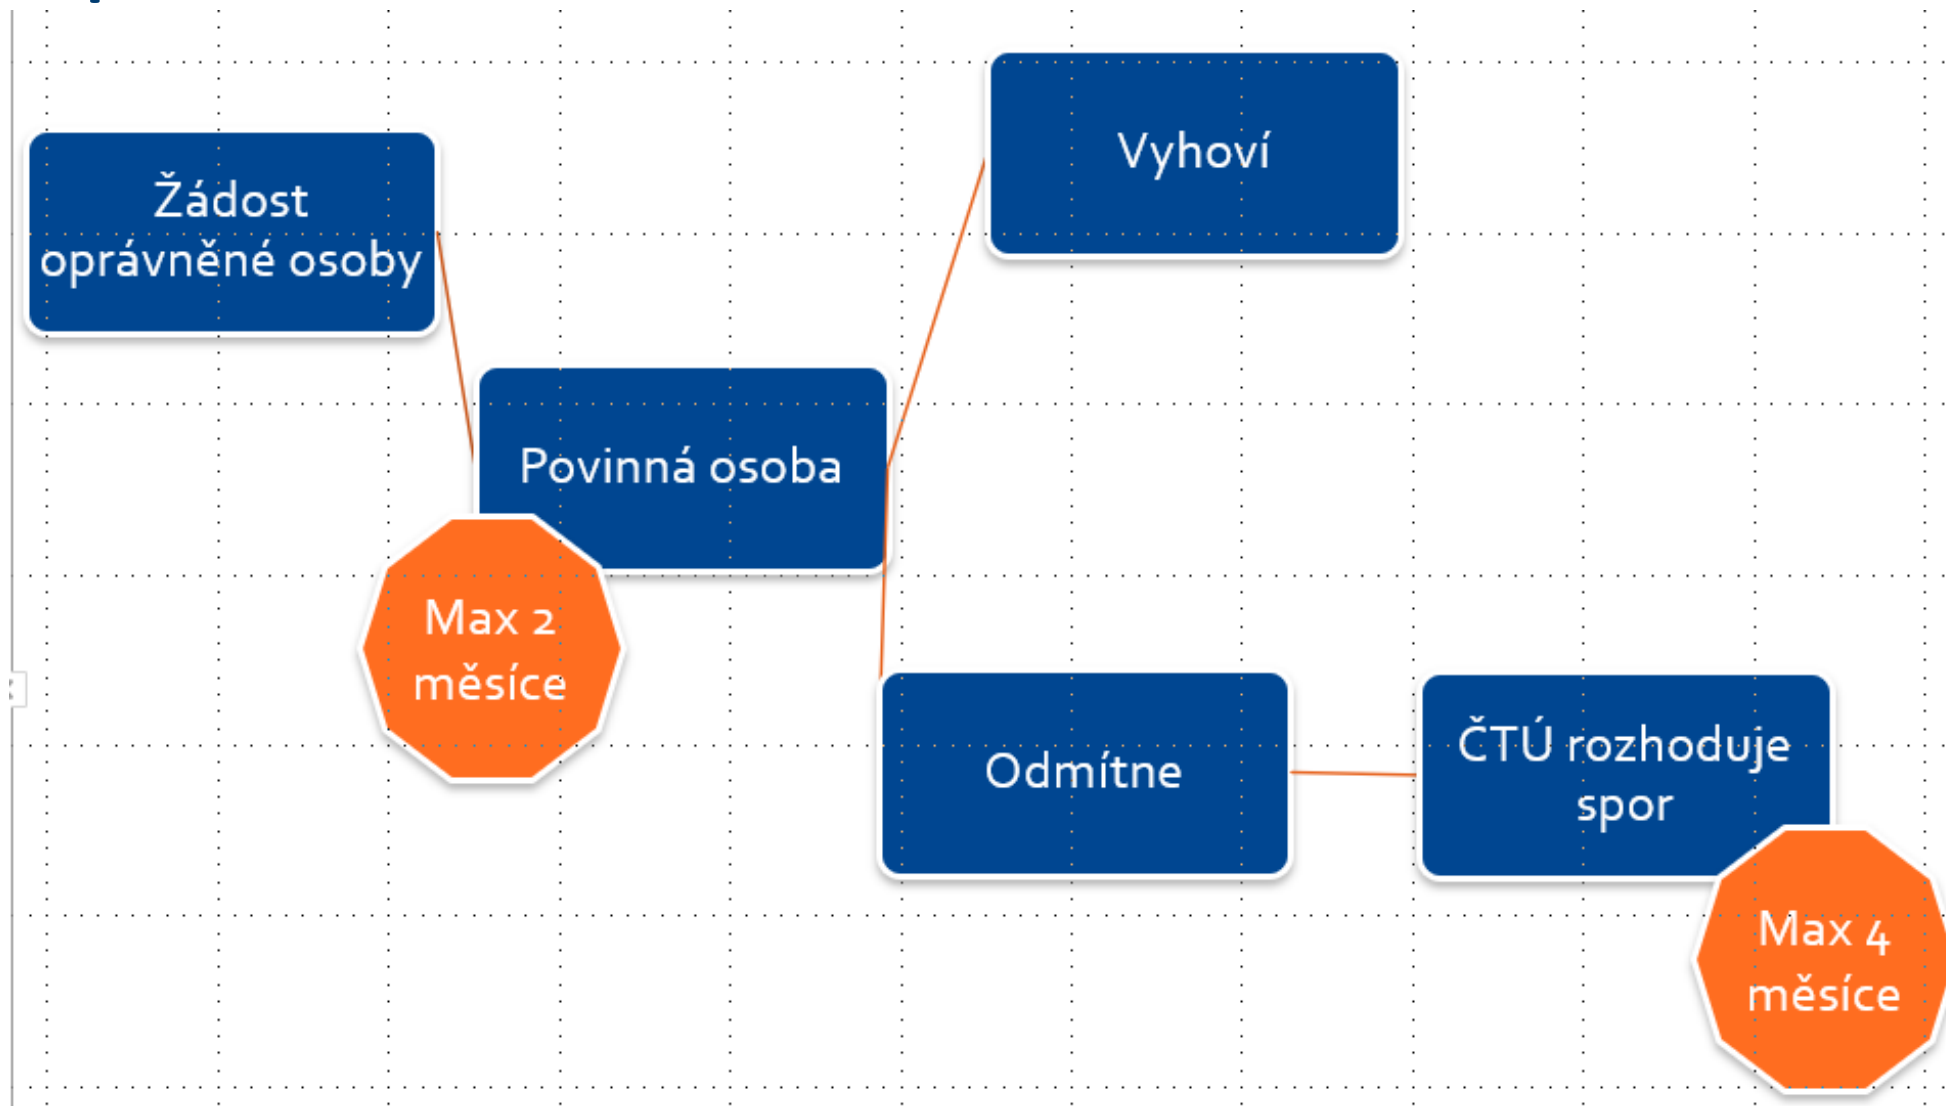 Žádost
oprávněné osoby
Povinná osoba
Max 2
měsíce
Vyhoví
Odmítne
ČTÚ rozhoduje
spor
Max 4
měsíce